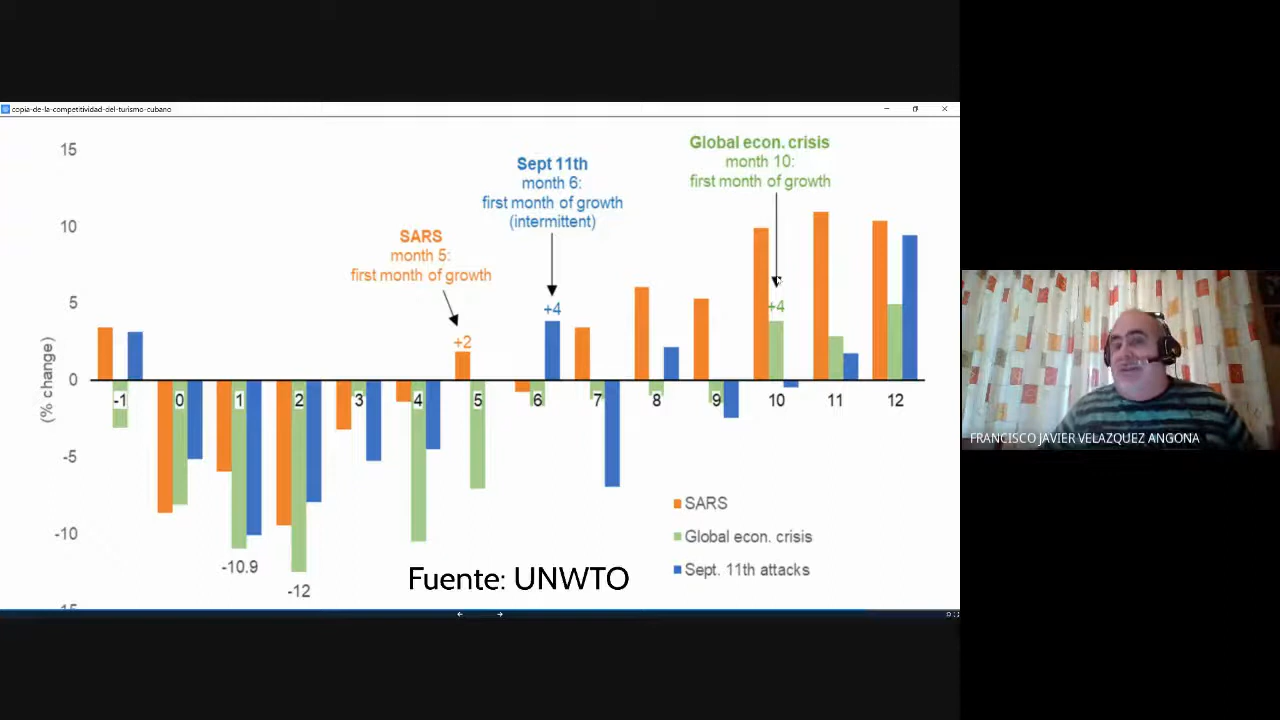 copia-de-la-competitividad-del-turismo-cubano
15
10
5
0
-5
-10
(% change)
Global econ. crisis
month 10:
first month of growth
Sept 11th
month 6:
first month of growth
(intermittent)
SARS
month 5:
first month of growth
+2
+4
+4
-1 0 1 2 3 4 5 6 7 8 9 10 11 12
-10.9
-12
SARS
Global econ. crisis
Sept. 11th attacks
Fuente: UNWTO
FRANCISCO JAVIER VELAZQUEZ ANGONA